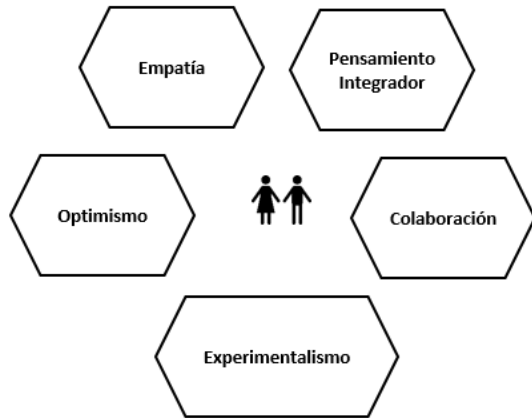 Empatía
Pensamiento
Integrador
Optimismo
Colaboración
Experimentalismo